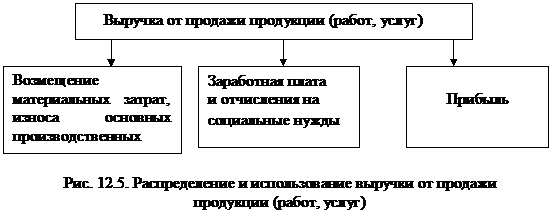 Выручка от продажи продукции (работ, услуг)
Возмещение
материальных затрат,
износа основных
производственных
Заработная плата
и отчисления на
социальные нужды
Прибыль
Рис. 12.5. Распределение и использование выручки от продажи
продукции (работ, услуг)